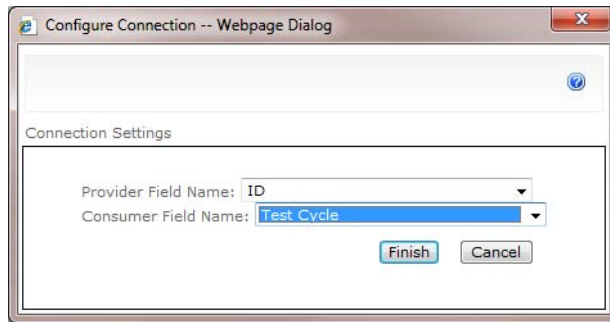 Configure Connection -- Webpage Dialog
Connection Settings
Provider Field Name: ID
Consumer Field Name: Test Cycle
Finish Cancel